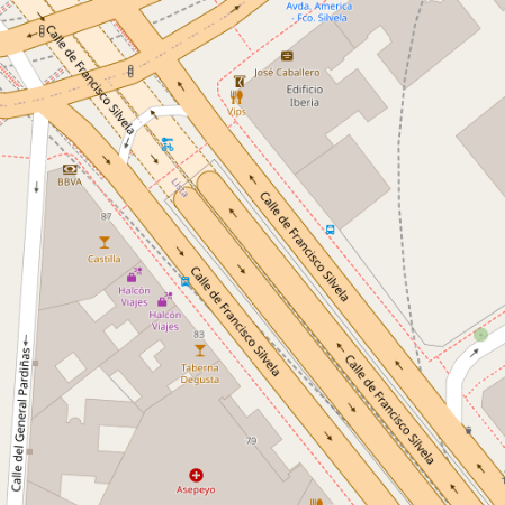 Avda. America
- Fco. Silvela
Calle de Francisco Silvela
José Caballero
Edificio
Iberia
Vips
BBVA
Lista
87
Calle de Francisco Silvela
Castilla
Halcón
Viajes
Halcón
Viajes
Calle de Francisco Silvela
83
Taberna
Degusta
Calle de Francisco Silvela
Calle del General Pardiñas
79
Asepeyo